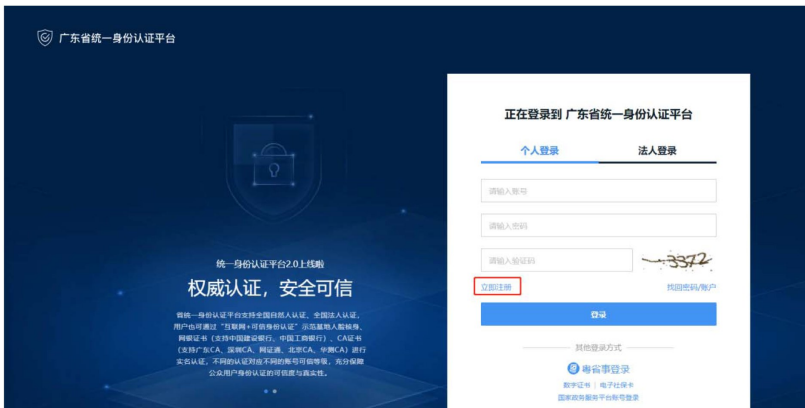 广东省统一身份认证平台
正在登录到 广东省统一身份认证平台
个人登录 法人登录
请输入账号
请输入密码
请输入验证码 3372
立即注册 找回密码/账户
登录
其他登录方式
粤省事登录
数字证书 | 电子社保卡
国家政务服务平台账号登录
统一身份认证平台2.0上线啦
权威认证，安全可信
省统一身份认证平台支持全国自然人认证、全国法人认证，
用户也可通过“互联网+可信身份认证”示范基地人脸核身、
网银证书（支持中国建设银行、中国工商银行）、CA证书
（支持广东CA、深圳CA、网证通、北京CA、华测CA）进行
实名认证，不同的认证对应不同的账号可信等级，充分保障
公众用户身份认证的可信度与真实性。